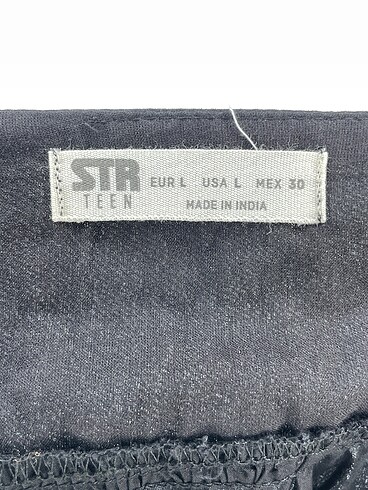 STR
TEEN
EUR L USA L MEX 30
MADE IN INDIA